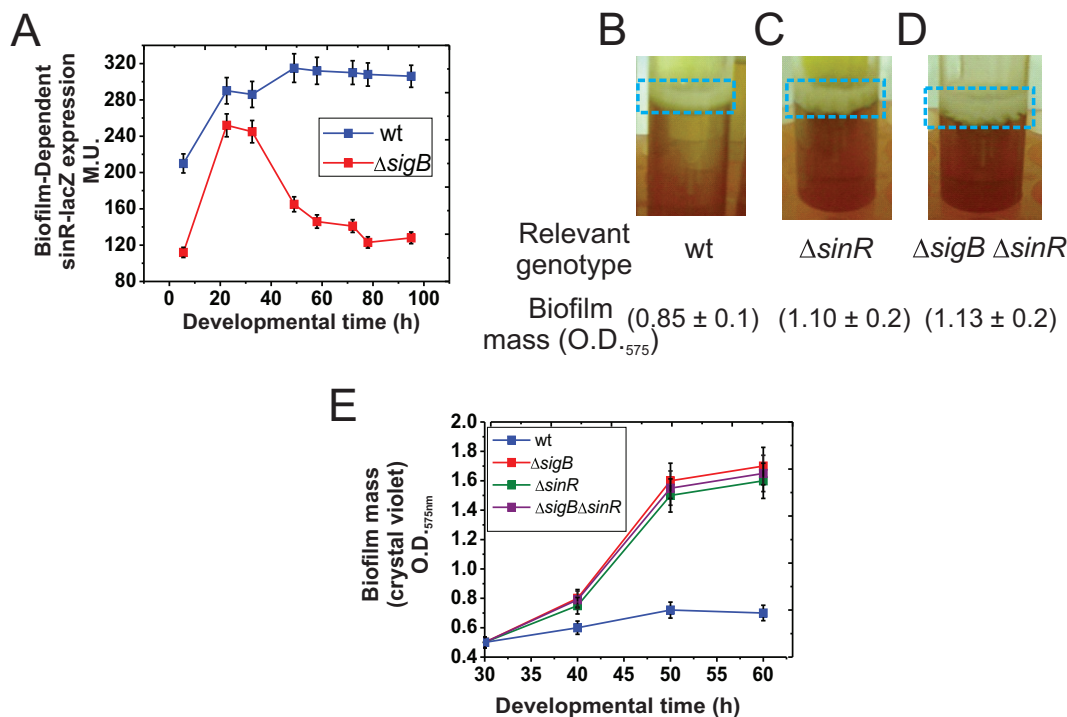 A
Biofilm-Dependent
sinR-lacZ expression
M.U.
320
280
240
200
160
120
80
wt
ΔsigB
0 20 40 60 80 100
Developmental time (h)
B C D
Relevant
genotype
wt ΔsinR ΔsigB ΔsinR
Biofilm
mass (O.D.₅₇₅)
(0.85 ± 0.1) (1.10 ± 0.2) (1.13 ± 0.2)
E
Biofilm mass
(crystal violet)
O.D.₅₇₅nm
2.0
1.8
1.6
1.4
1.2
1.0
0.8
0.6
0.4
wt
ΔsigB
ΔsinR
ΔsigBΔsinR
30 35 40 45 50 55 60
Developmental time (h)